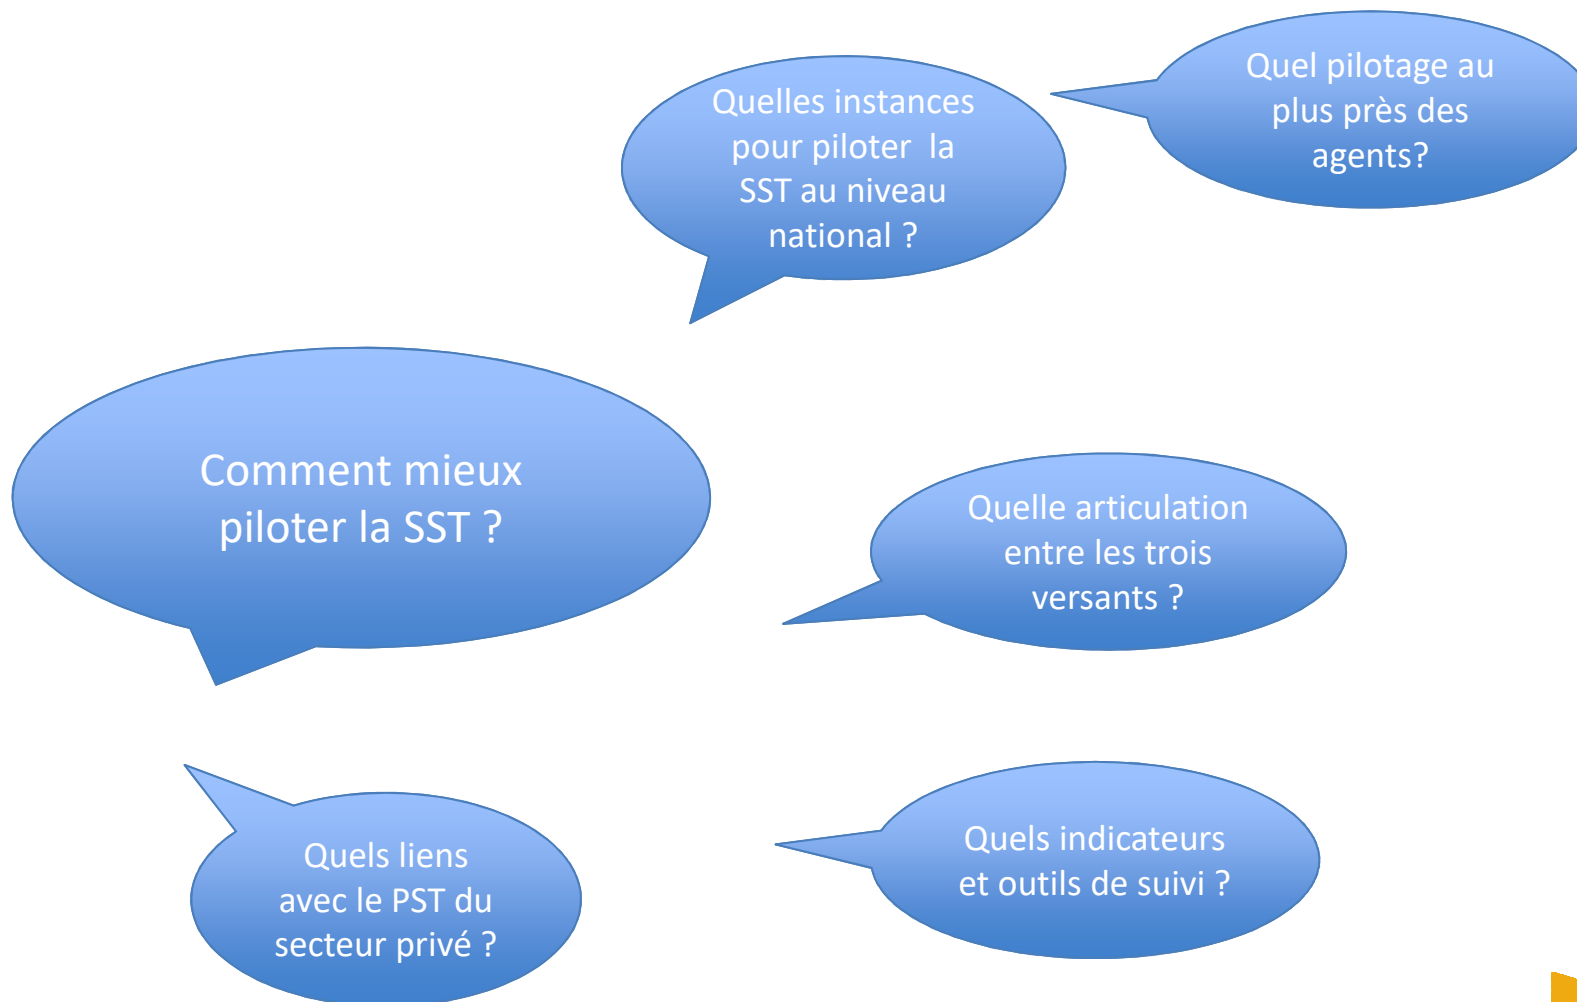 Quel pilotage au
plus près des
agents?
Quelles instances
pour piloter  la
SST au niveau
national ?
Comment mieux
piloter la SST ?
Quelle articulation
entre les trois
versants ?
Quels indicateurs
et outils de suivi ?
Quels liens
avec le PST du
secteur privé ?